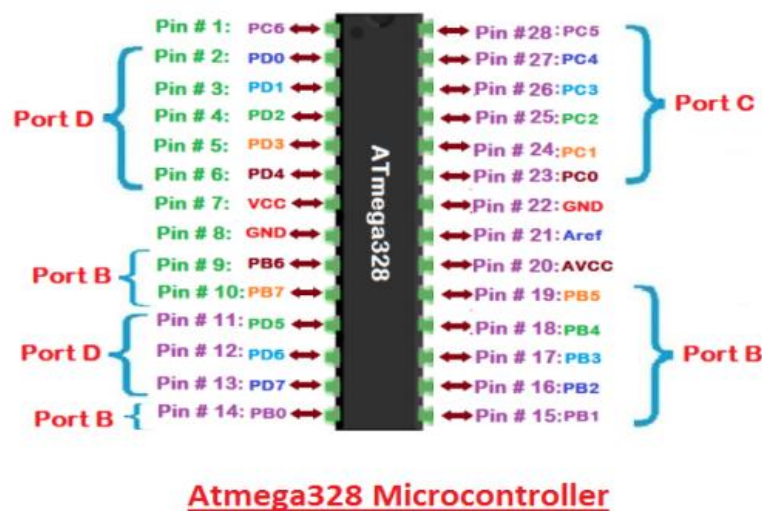 Pin # 1: PC6
Pin # 2: PD0
Pin # 3: PD1
Port D
Pin # 4: PD2
Pin # 5: PD3
Pin # 6: PD4
Pin # 7: VCC
Pin # 8: GND
Port B
Pin # 9: PB6
Pin # 10: PB7
Pin # 11: PD5
Port D
Pin # 12: PD6
Pin # 13: PD7
Port B
Pin # 14: PB0
ATmega328
Pin #28: PC5
Pin #27: PC4
Pin # 26: PC3
Port C
Pin # 25: PC2
Pin # 24: PC1
Pin # 23: PC0
Pin # 22: GND
Pin # 21: Aref
Pin # 20: AVCC
Pin # 19: PB5
Pin # 18: PB4
Pin # 17: PB3
Port B
Pin # 16: PB2
Pin # 15: PB1
Atmega328 Microcontroller